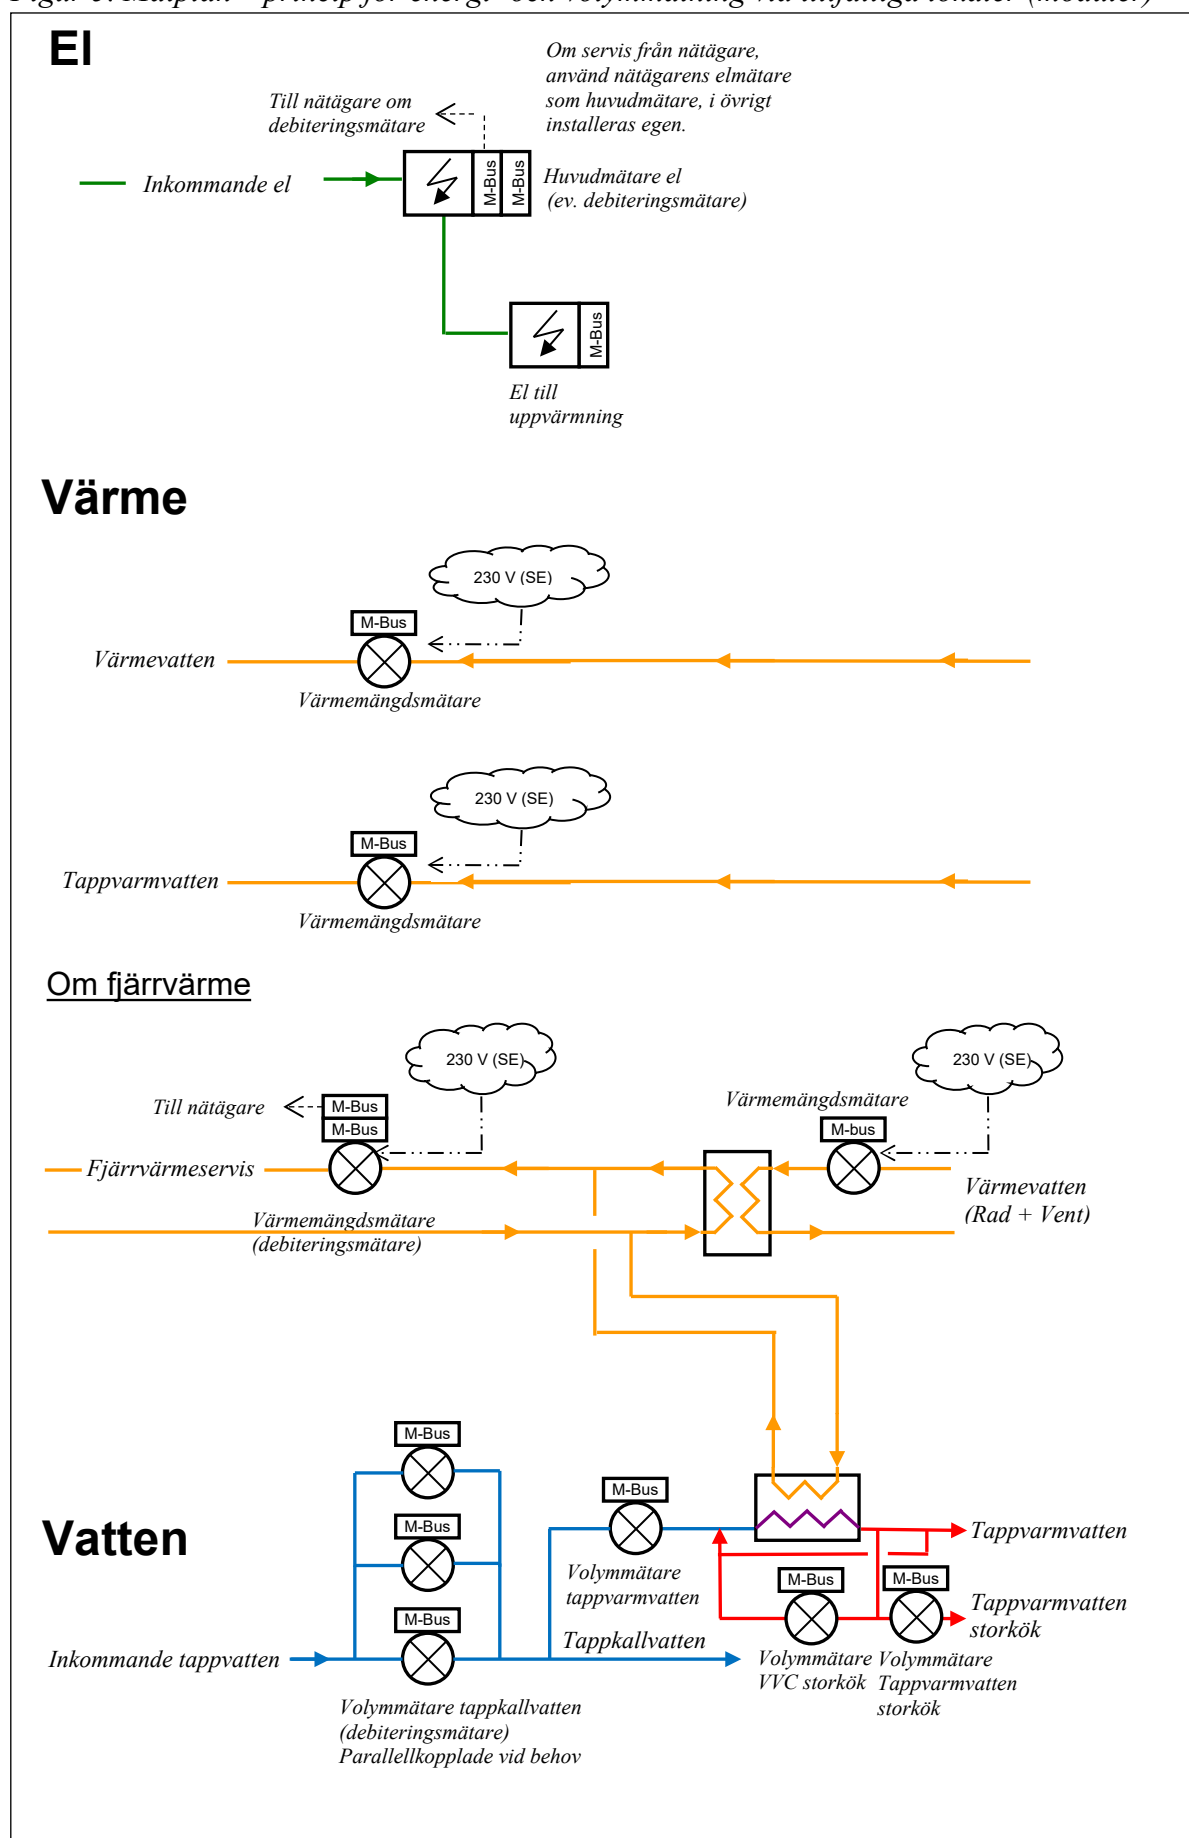 El
Om servis från nätägare,
använd nätägarens elmätare
som huvudmätare, i övrigt
installeras egen.
Till nätägare om
debiteringsmätare
M-Bus
M-Bus
Inkommande el
Huvudmätare el
(ev. debiteringsmätare)
M-Bus
El till
uppvärmning
Värme
230 V (SE)
M-Bus
Värmevatten
Värmemängdsmätare
230 V (SE)
M-Bus
Tappvarmvatten
Värmemängdsmätare
Om fjärrvärme
230 V (SE)
230 V (SE)
Till nätägare
M-Bus
M-Bus
Värmemängdsmätare
M-bus
Fjärrvärmeservis
Värmevatten
(Rad + Vent)
Värmemängdsmätare
(debiteringsmätare)
Vatten
M-Bus
M-Bus
M-Bus
M-Bus
Volymmätare
tappvarmvatten
Tappvarmvatten
M-Bus
M-Bus
Tappvarmvatten
storkök
Inkommande tappvatten
Tappkallvatten
Volymmätare
VVC storkök
Volymmätare
Tappvarmvatten
storkök
Volymmätare tappkallvatten
(debiteringsmätare)
Parallellkopplade vid behov